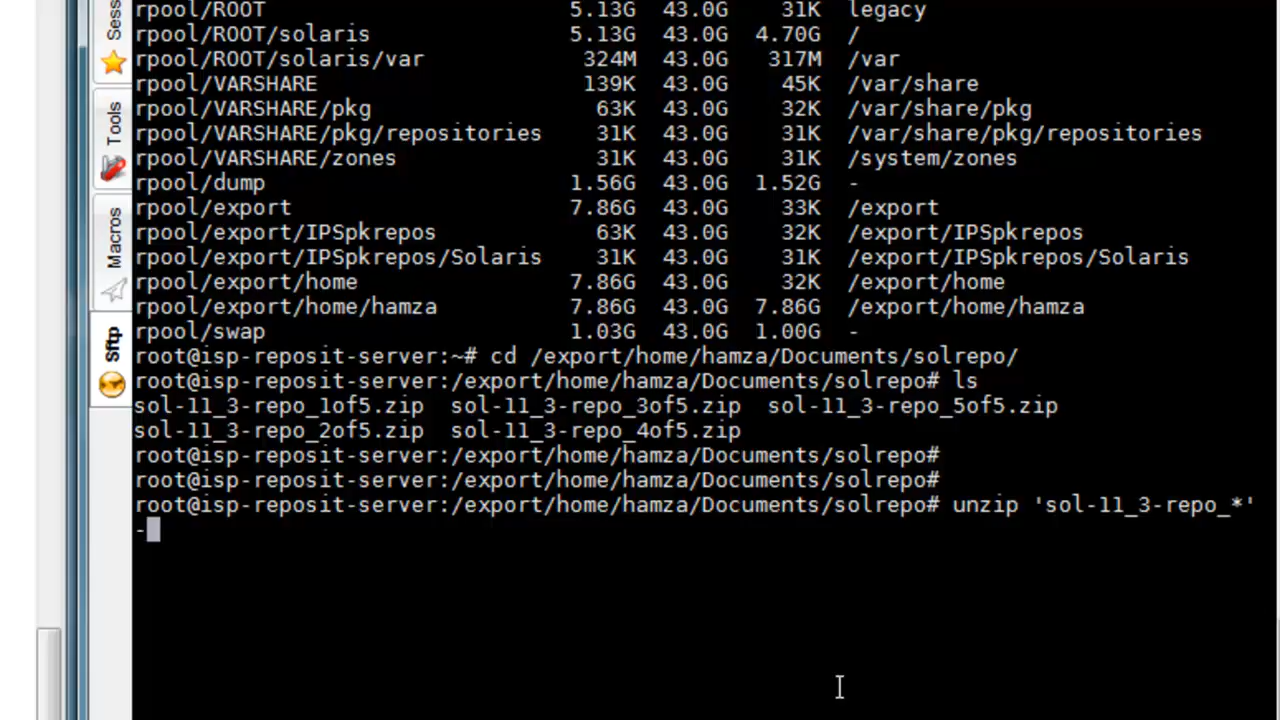 Sess
Tools
Macros
Sftp
rpool/ROOT 5.13G 43.0G 31K legacy
rpool/ROOT/solaris 5.13G 43.0G 4.70G /
rpool/ROOT/solaris/var 324M 43.0G 317M /var
rpool/VARSHARE 139K 43.0G 45K /var/share
rpool/VARSHARE/pkg 63K 43.0G 32K /var/share/pkg
rpool/VARSHARE/pkg/repositories 31K 43.0G 31K /var/share/pkg/repositories
rpool/VARSHARE/zones 31K 43.0G 31K /system/zones
rpool/dump 1.56G 43.0G 1.52G -
rpool/export 7.86G 43.0G 33K /export
rpool/export/IPSpkrepos 63K 43.0G 32K /export/IPSpkrepos
rpool/export/IPSpkrepos/Solaris 31K 43.0G 31K /export/IPSpkrepos/Solaris
rpool/export/home 7.86G 43.0G 32K /export/home
rpool/export/home/hamza 7.86G 43.0G 7.86G /export/home/hamza
rpool/swap 1.03G 43.0G 1.00G -
root@isp-reposit-server:~# cd /export/home/hamza/Documents/solrepo/
root@isp-reposit-server:/export/home/hamza/Documents/solrepo# ls
sol-11_3-repo_1of5.zip sol-11_3-repo_3of5.zip sol-11_3-repo_5of5.zip
sol-11_3-repo_2of5.zip sol-11_3-repo_4of5.zip
root@isp-reposit-server:/export/home/hamza/Documents/solrepo#
root@isp-reposit-server:/export/home/hamza/Documents/solrepo#
root@isp-reposit-server:/export/home/hamza/Documents/solrepo# unzip 'sol-11_3-repo_*'
-